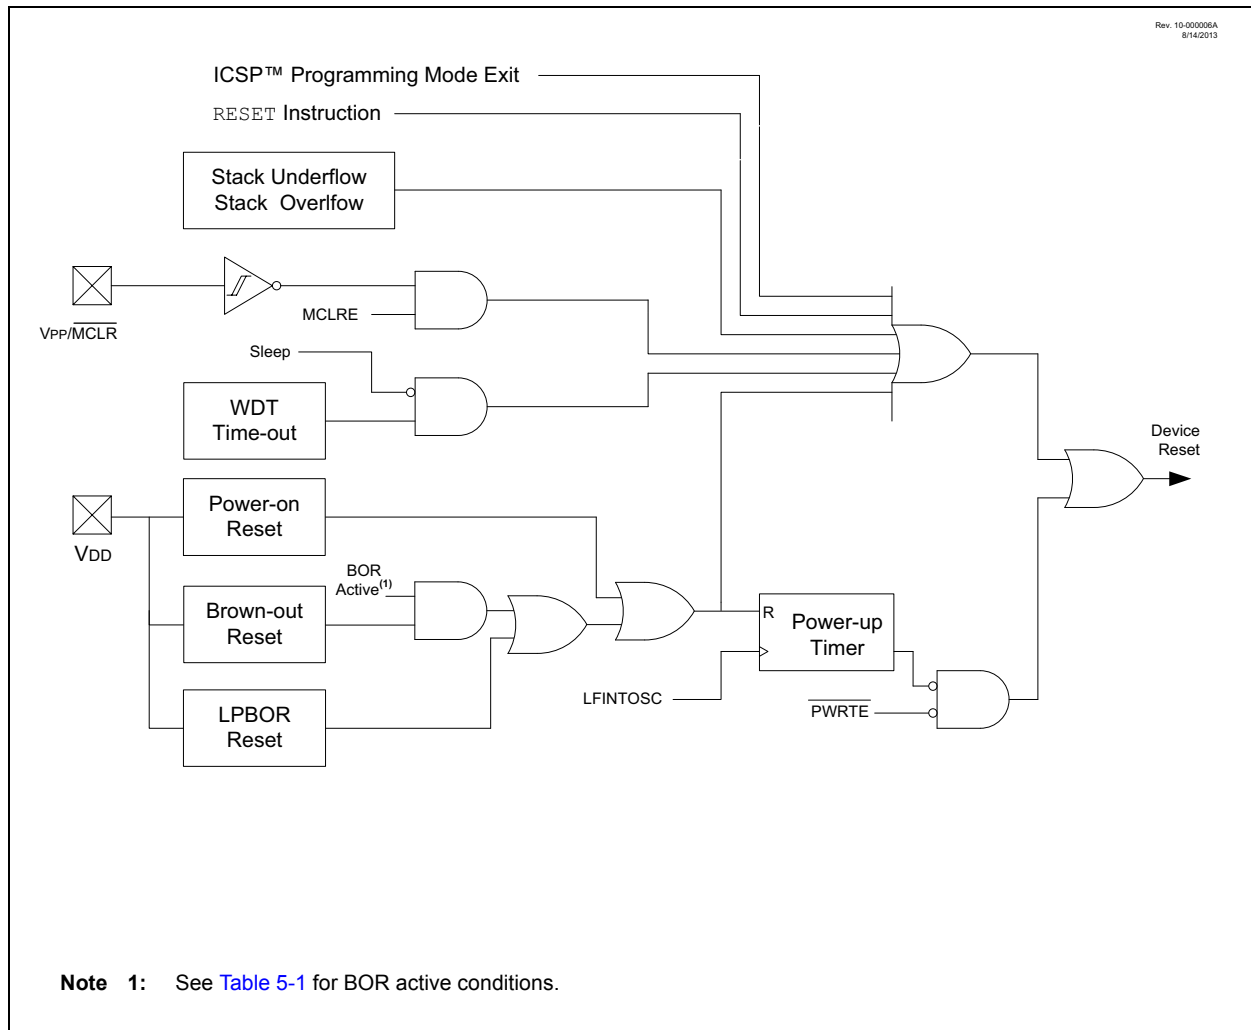 Rev. 10-000006A
8/14/2013
ICSP™ Programming Mode Exit
RESET Instruction
Stack Underflow
Stack Overlfow
VPP/MCLR
MCLRE
Sleep
WDT
Time-out
Device
Reset
VDD
Power-on
Reset
BOR
Active(1)
Brown-out
Reset
R
Power-up
Timer
LFINTOSC
PWRTE
LPBOR
Reset
Note 1: See Table 5-1 for BOR active conditions.